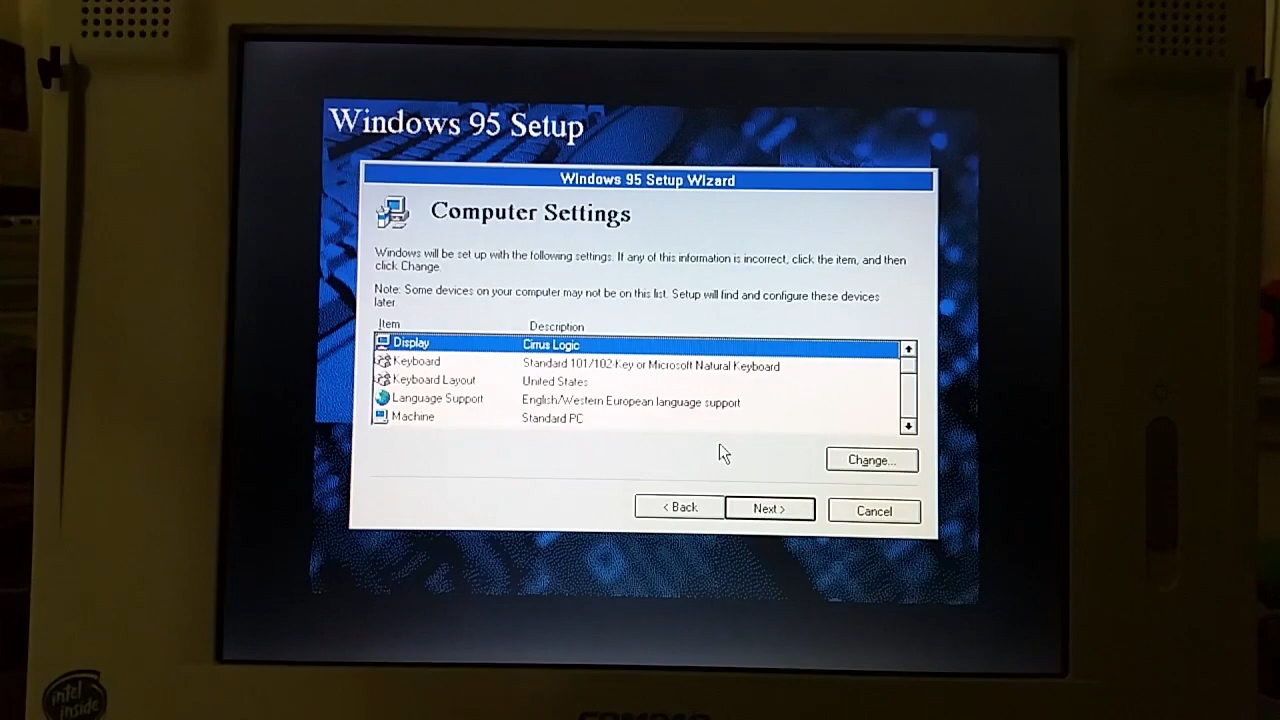 Windows 95 Setup
Windows 95 Setup Wizard
Computer Settings
Windows will be set up with the following settings. If any of this information is incorrect, click the item, and then
click Change.
Note: Some devices on your computer may not be on this list. Setup will find and configure these devices
later.
Item Description
Display Cirrus Logic
Keyboard Standard 101/102-Key or Microsoft Natural Keyboard
Keyboard Layout United States
Language Support English/Western European language support
Machine Standard PC
Change...
< Back Next > Cancel
intel
inside
COMPAQ